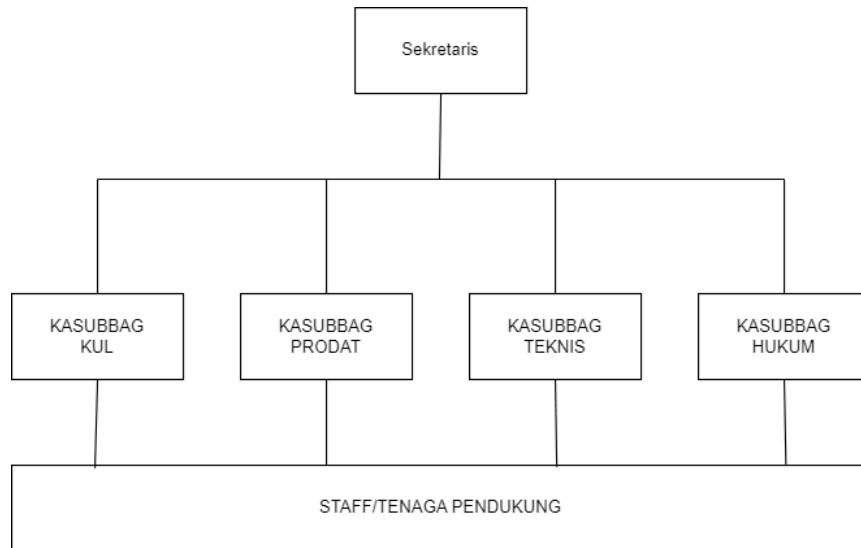 Sekretaris
KASUBBAG
KUL
KASUBBAG
PRODAT
KASUBBAG
TEKNIS
KASUBBAG
HUKUM
STAFF/TENAGA PENDUKUNG